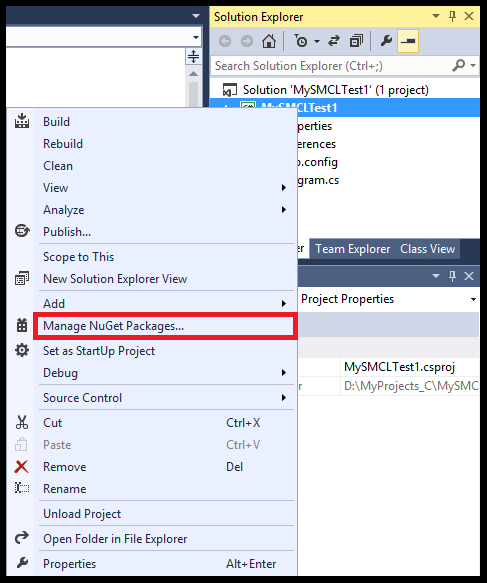 Solution Explorer
Search Solution Explorer (Ctrl+;)
Solution 'MySMCLTest1' (1 project)
MySMCLTest1
perties
erences
.config
gram.cs
er Team Explorer Class View
Project Properties
MySMCLTest1.csproj
er D:\MyProjects_C\MySMC
Build
Rebuild
Clean
View
Analyze
Publish...
Scope to This
New Solution Explorer View
Add
Manage NuGet Packages...
Set as StartUp Project
Debug
Source Control
Cut Ctrl+X
Paste Ctrl+V
Remove Del
Rename
Unload Project
Open Folder in File Explorer
Properties Alt+Enter